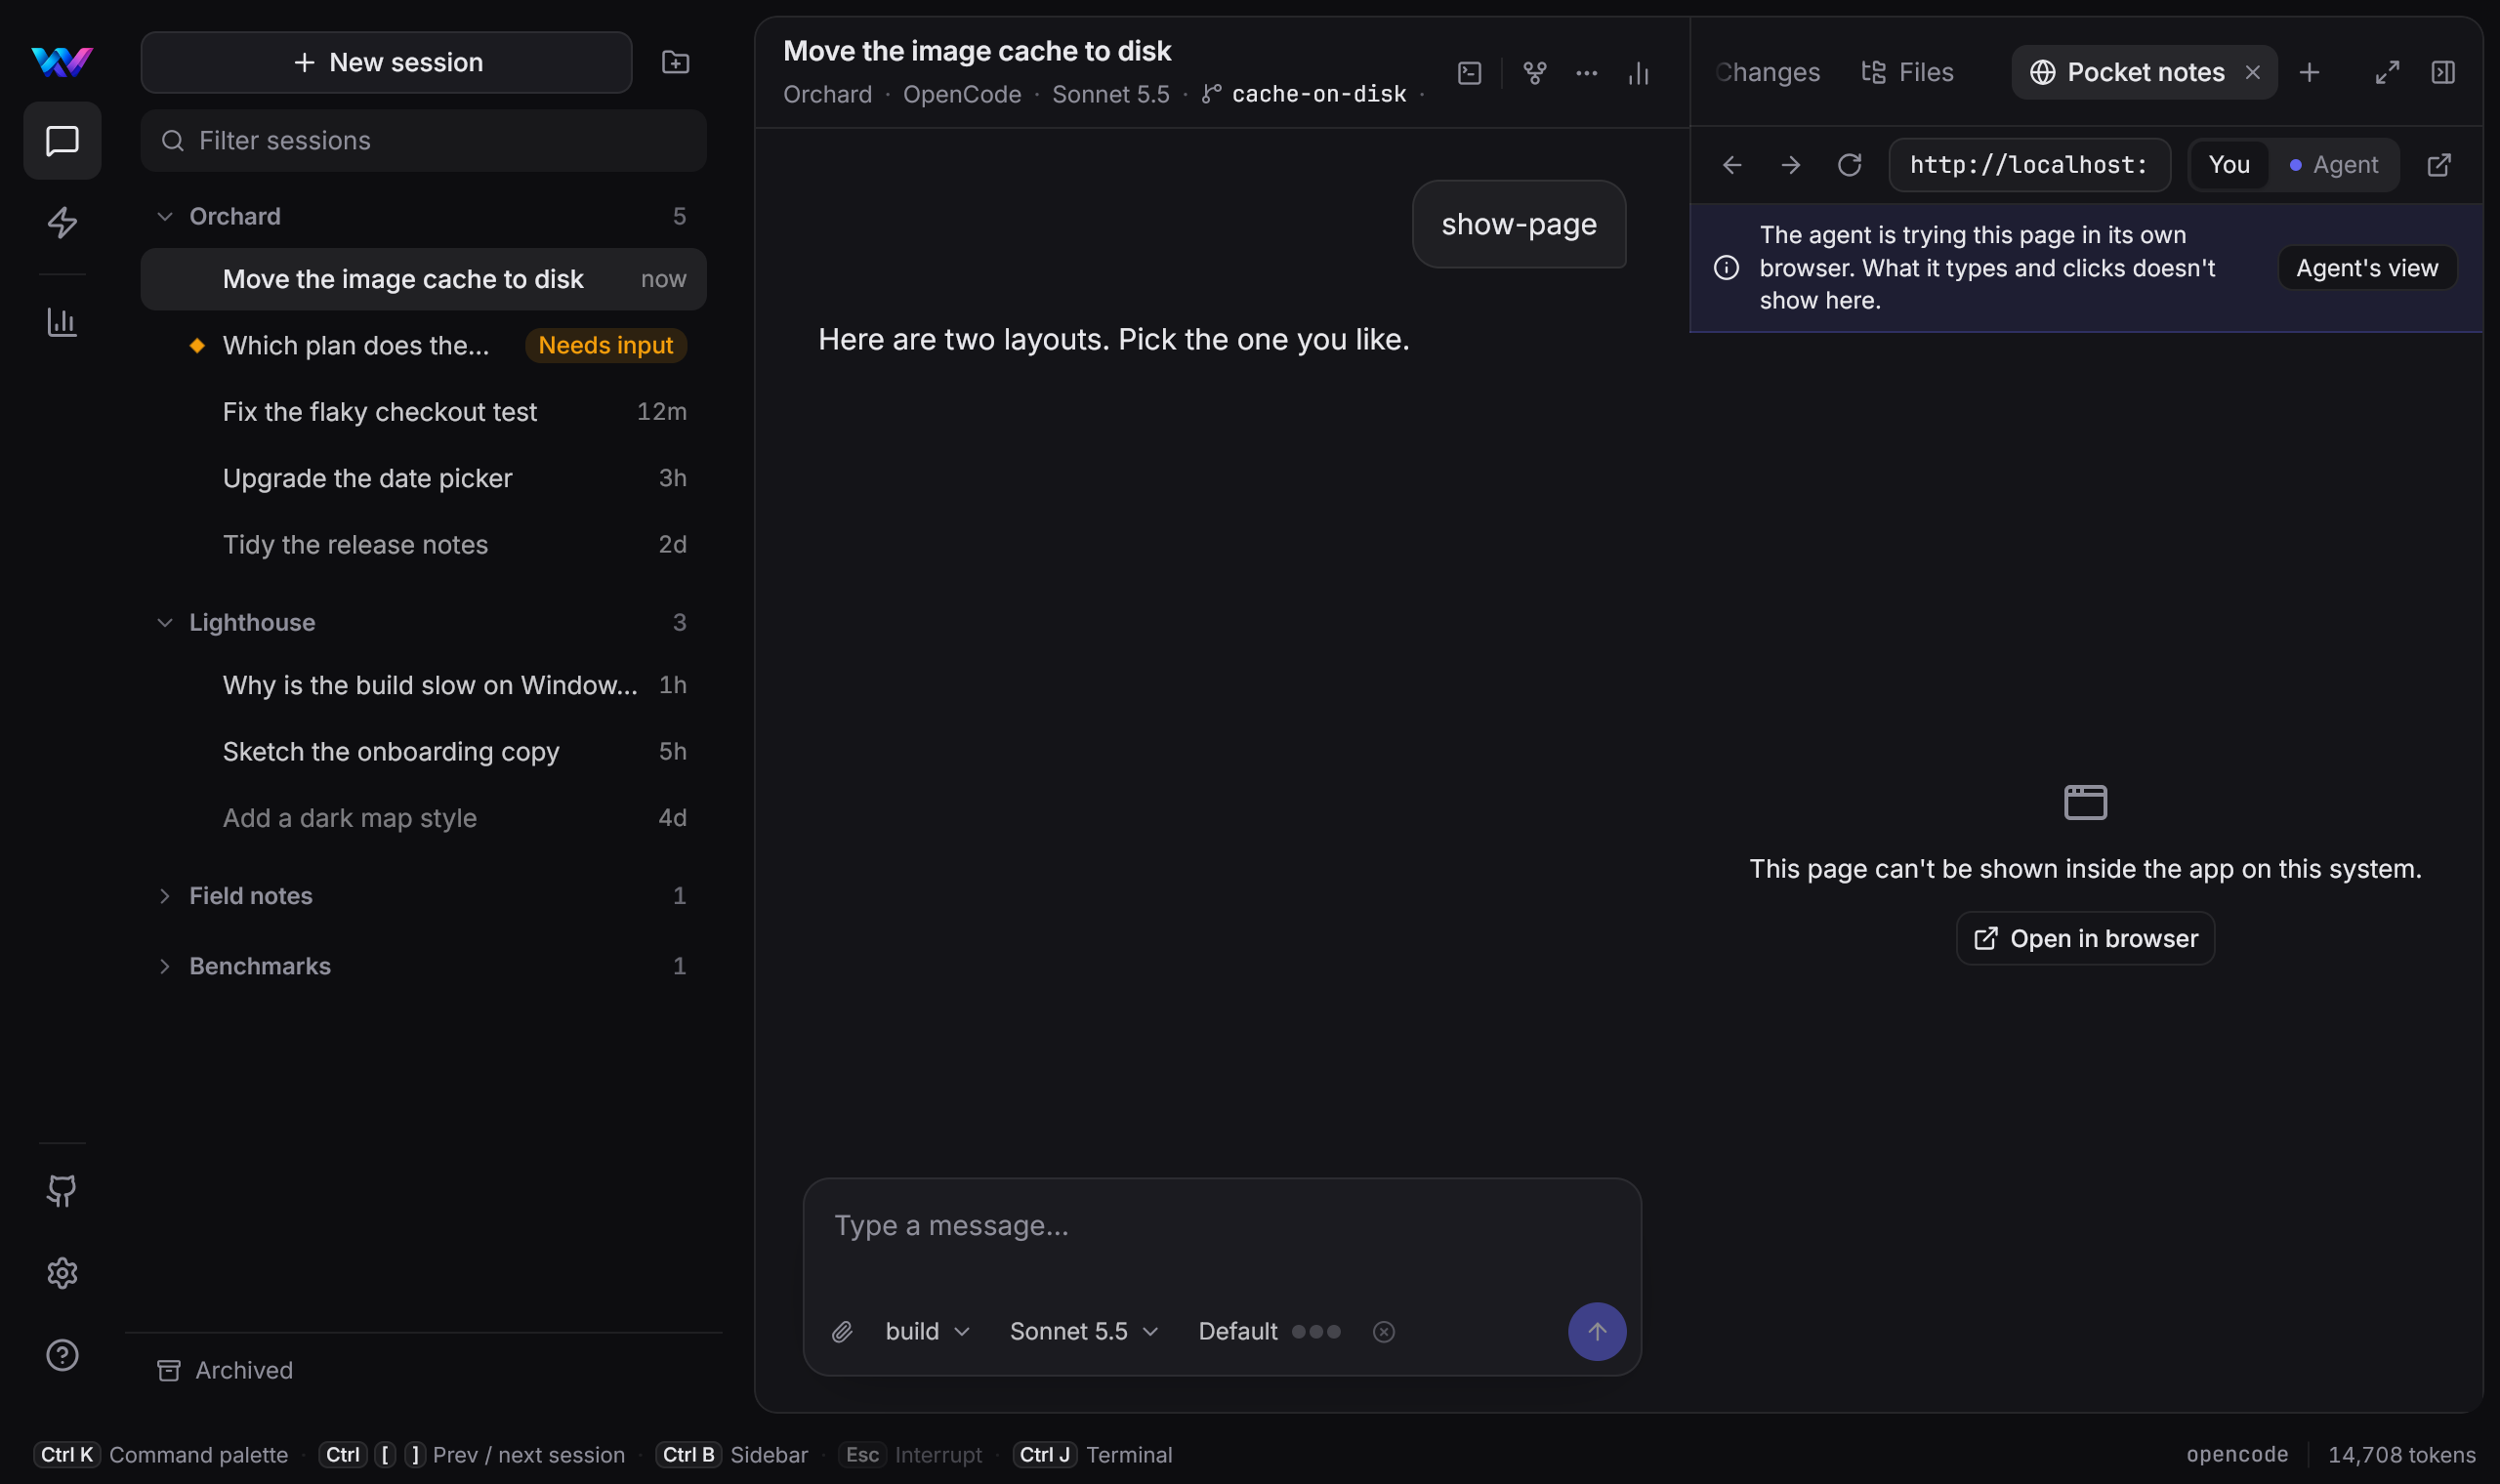 New session
Filter sessions
Orchard 5
Move the image cache to disk now
Which plan does the... Needs input
Fix the flaky checkout test 12m
Upgrade the date picker 3h
Tidy the release notes 2d
Lighthouse 3
Why is the build slow on Window... 1h
Sketch the onboarding copy 5h
Add a dark map style 4d
Field notes 1
Benchmarks 1
Archived
Move the image cache to disk
Orchard · OpenCode · Sonnet 5.5 · cache-on-disk ·
show-page
Here are two layouts. Pick the one you like.
Type a message...
build Sonnet 5.5 Default
Changes Files Pocket notes
http://localhost: You Agent
The agent is trying this page in its own
browser. What it types and clicks doesn't
show here.
Agent's view
This page can't be shown inside the app on this system.
Open in browser
Ctrl K Command palette · Ctrl [ ] Prev / next session · Ctrl B Sidebar · Esc Interrupt · Ctrl J Terminal
opencode 14,708 tokens